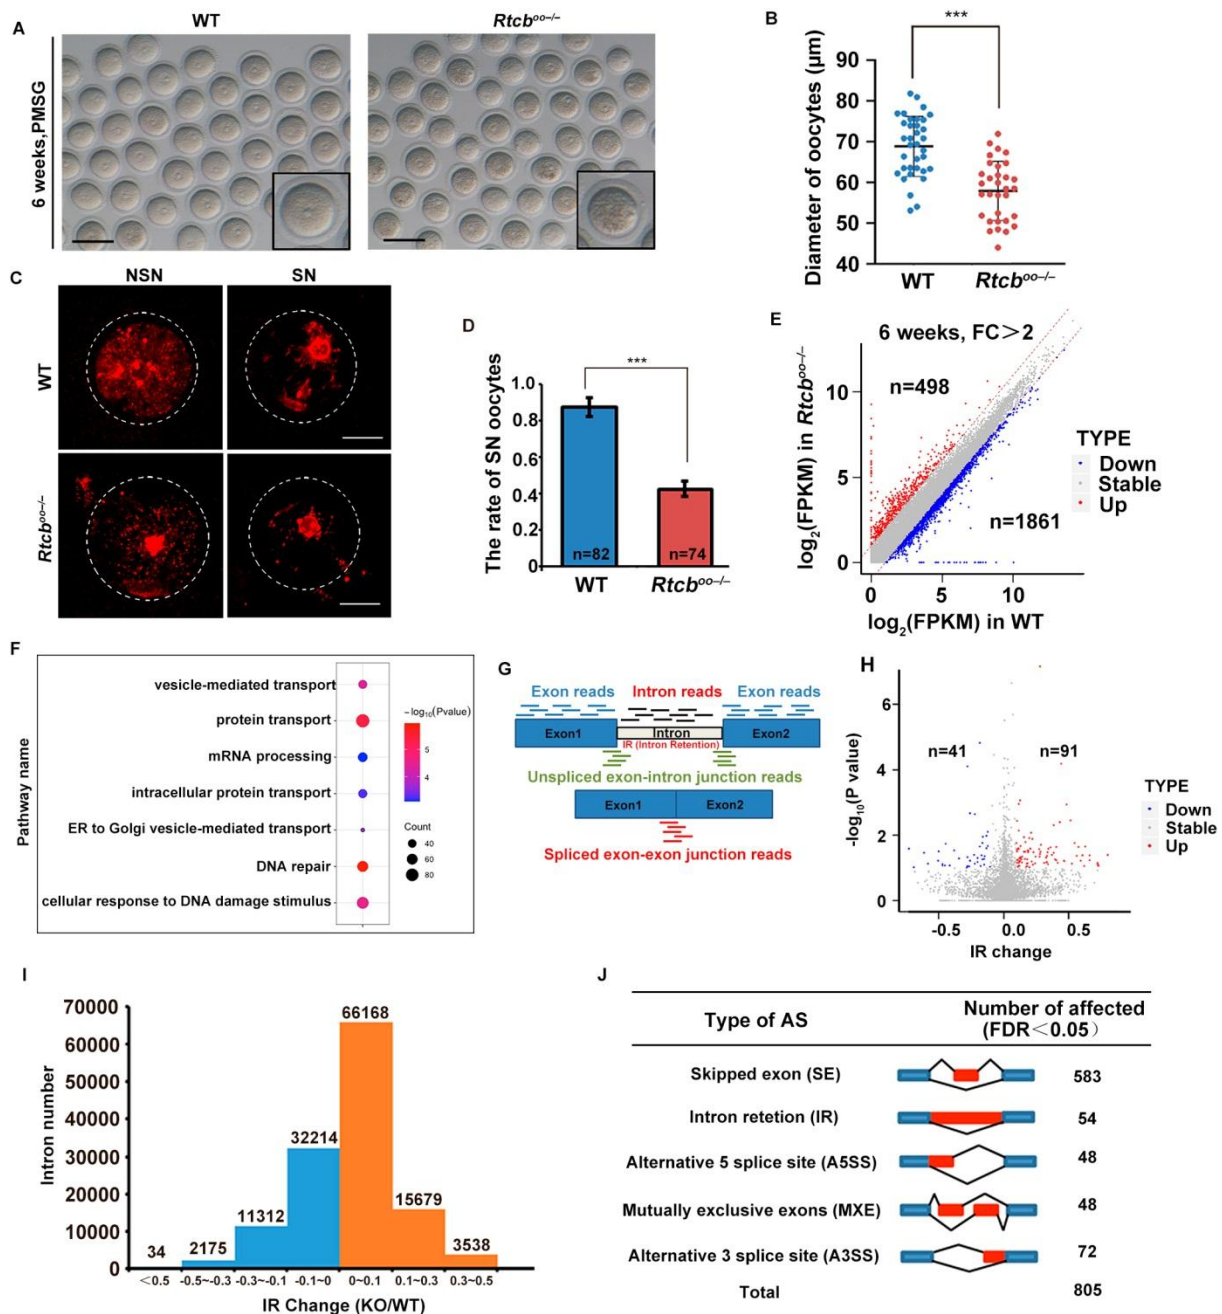 A
WT
Rtcb^oo−/−
6 weeks,PMSG
B
***
Diameter of oocytes (µm)
90
80
70
60
50
40
WT
Rtcb^oo−/−
C
NSN
SN
WT
Rtcb^oo−/−
D
***
The rate of SN oocytes
1.0
0.8
0.6
0.4
0.2
0
n=82
n=74
WT
Rtcb^oo−/−
E
6 weeks, FC＞2
n=498
n=1861
log₂(FPKM) in Rtcb^oo−/−
10
5
0
0
5
10
log₂(FPKM) in WT
TYPE
Down
Stable
Up
F
Pathway name
vesicle-mediated transport
protein transport
mRNA processing
intracellular protein transport
ER to Golgi vesicle-mediated transport
DNA repair
cellular response to DNA damage stimulus
−log₁₀(Pvalue)
5
4
Count
40
60
80
G
Exon reads
Intron reads
Exon reads
Exon1
Intron
Exon2
IR (Intron Retention)
Unspliced exon-intron junction reads
Exon1
Exon2
Spliced exon-exon junction reads
H
-log₁₀(P value)
6
4
2
0
n=41
n=91
-0.5
0.0
0.5
IR change
TYPE
Down
Stable
Up
I
Intron number
70000
60000
50000
40000
30000
20000
10000
0
34
2175
11312
32214
66168
15679
3538
＜0.5
-0.5~-0.3
-0.3~-0.1
-0.1~0
0~0.1
0.1~0.3
0.3~0.5
IR Change (KO/WT)
J
Type of AS
Number of affected
(FDR＜0.05)
Skipped exon (SE)
583
Intron retetion (IR)
54
Alternative 5 splice site (A5SS)
48
Mutually exclusive exons (MXE)
48
Alternative 3 splice site (A3SS)
72
Total
805